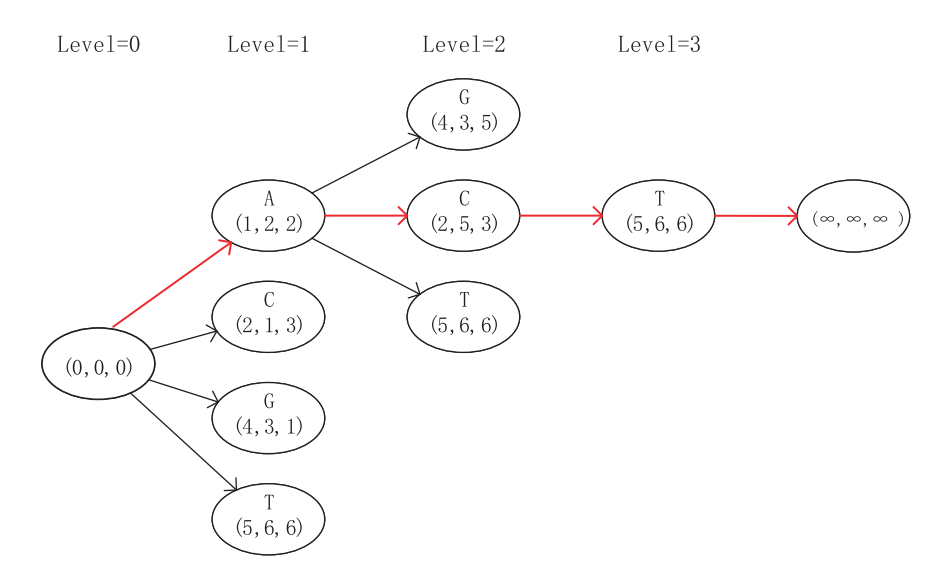 Level=0 Level=1 Level=2 Level=3
G
(4,3,5)
A
(1,2,2)
C
(2,5,3)
T
(5,6,6)
(∞,∞,∞ )
C
(2,1,3)
T
(5,6,6)
(0,0,0)
G
(4,3,1)
T
(5,6,6)